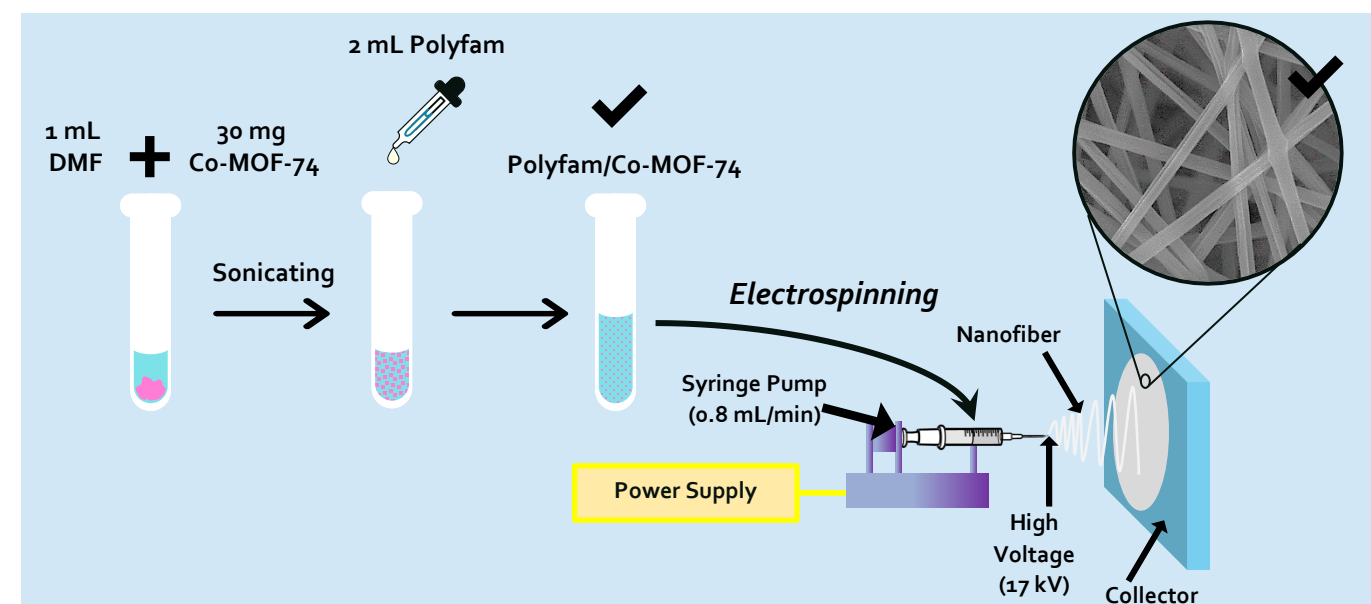 2 mL Polyfam
1 mL
DMF
30 mg
Co-MOF-74
Polyfam/Co-MOF-74
Sonicating
Electrospinning
Nanofiber
Syringe Pump
(0.8 mL/min)
Power Supply
High
Voltage
(17 kV)
Collector